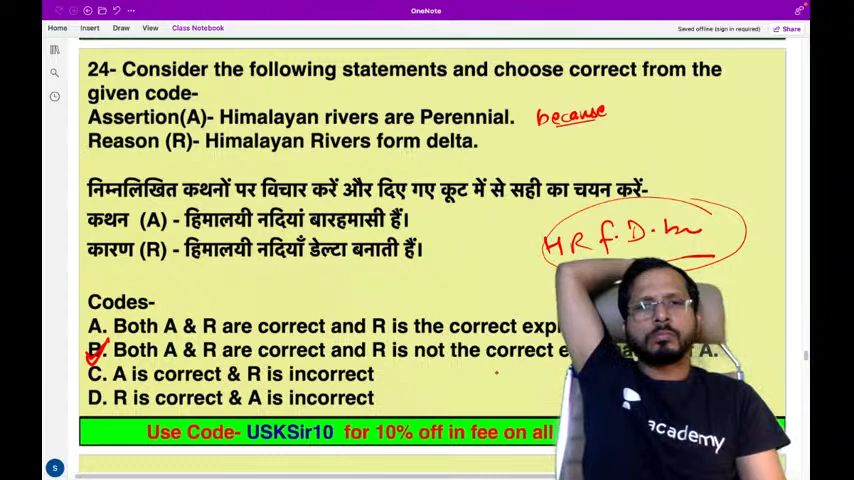 OneNote
Home Insert Draw View Class Notebook
Saved offline (sign in required) Share
24- Consider the following statements and choose correct from the
given code-
Assertion(A)- Himalayan rivers are Perennial. because
Reason (R)- Himalayan Rivers form delta.
निम्नलिखित कथनों पर विचार करें और दिए गए कूट में से सही का चयन करें-
कथन (A) - हिमालयी नदियां बारहमासी हैं।
कारण (R) - हिमालयी नदियाँ डेल्टा बनाती हैं।
H R f. D.
Codes-
A. Both A & R are correct and R is the correct
B. Both A & R are correct and R is not the correct A.
C. A is correct & R is incorrect
D. R is correct & A is incorrect
Use Code- USKSir10 for 10% off in fee on all
academy
S